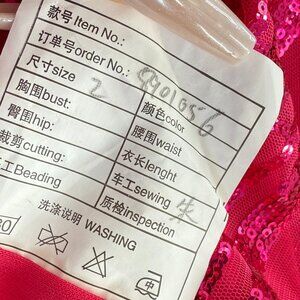 款号Item No.:
订单号order No.: 8901056
尺寸size 2
胸围bust: 颜色color
臀围hip: 腰围waist
裁剪cutting: 衣长lenght
工Beading 车工sewing 朱
质检inspection
洗涤说明 WASHING
中